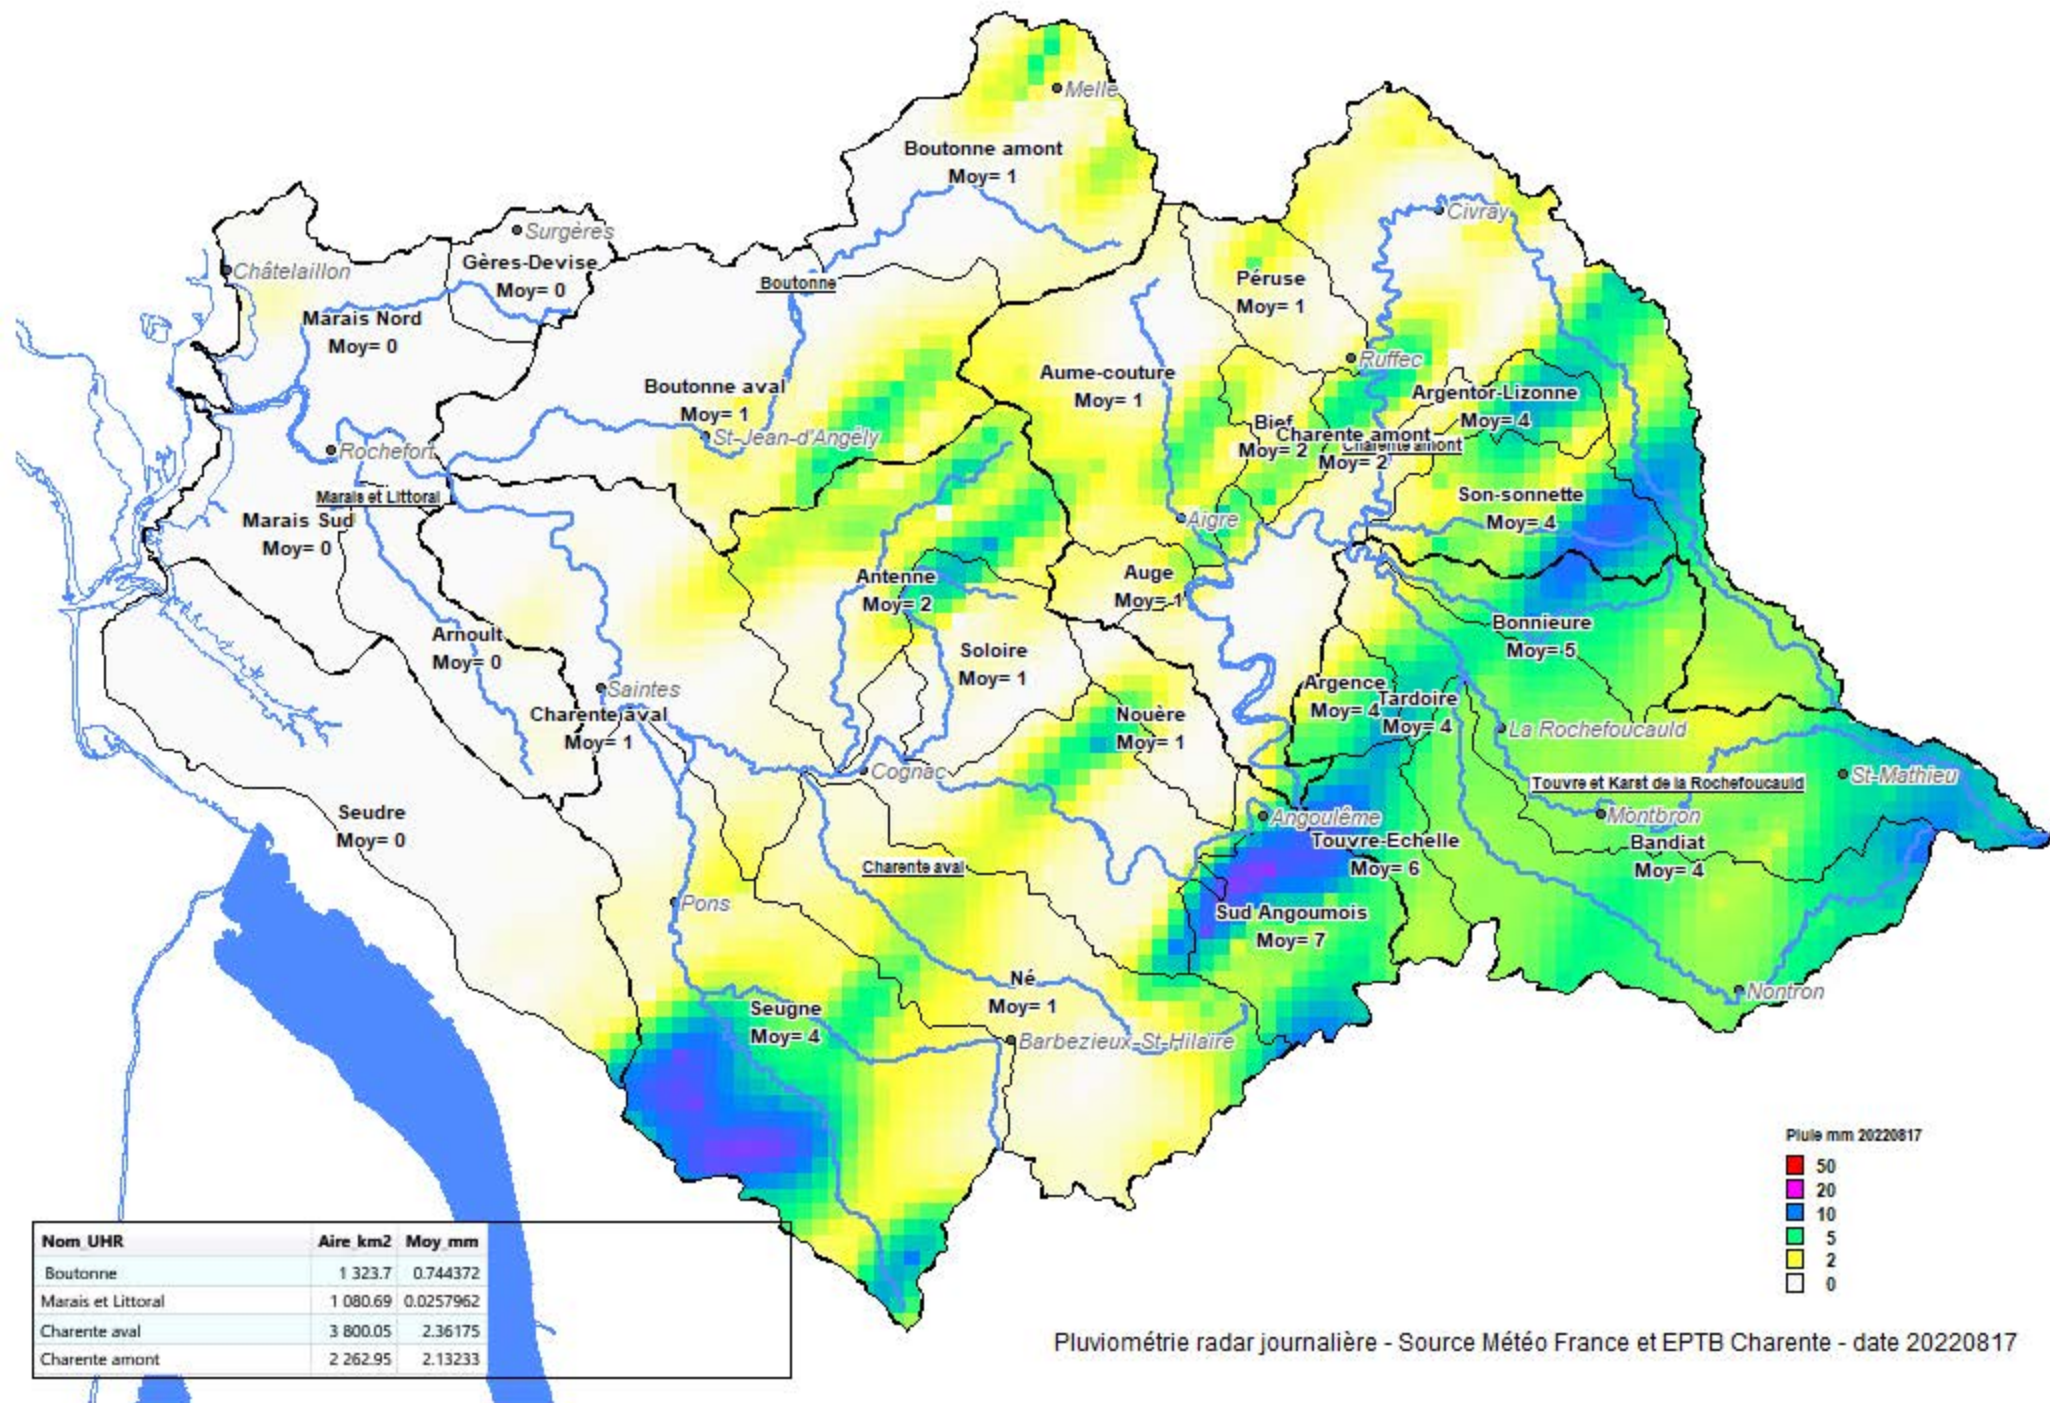 Melle
Boutonne amont
Moy= 1
Civray
Surgères
Châtelaillon
Gères-Devise
Moy= 0
Boutonne
Péruse
Moy= 1
Marais Nord
Moy= 0
Ruffec
Aume-couture
Moy= 1
Boutonne aval
Moy= 1
Argentor-Lizonne
Moy= 4
St-Jean-d'Angély
Bief
Moy= 2
Charente amont
Moy= 2
Charente amont
Rochefort
Marais et Littoral
Son-sonnette
Moy= 4
Marais Sud
Moy= 0
Aigre
Antenne
Moy= 2
Auge
Moy= 1
Bonnieure
Moy= 5
Arnoult
Moy= 0
Soloire
Moy= 1
Saintes
Argence
Moy= 4
Tardoire
Moy= 4
Charente aval
Moy= 1
Nouère
Moy= 1
La Rochefoucauld
Cognac
St-Mathieu
Touvre et Karst de la Rochefoucauld
Seudre
Moy= 0
Angoulême
Montbron
Touvre-Echelle
Moy= 6
Bandiat
Moy= 4
Charente aval
Pons
Sud Angoumois
Moy= 7
Né
Moy= 1
Nontron
Seugne
Moy= 4
Barbezieux-St-Hilaire
Pluie mm 20220817
50
20
10
5
2
0
Nom_UHR Aire_km2 Moy_mm
Boutonne 1 323.7 0.744372
Marais et Littoral 1 080.69 0.0257962
Charente aval 3 800.05 2.36175
Charente amont 2 262.95 2.13233
Pluviométrie radar journalière - Source Météo France et EPTB Charente - date 20220817